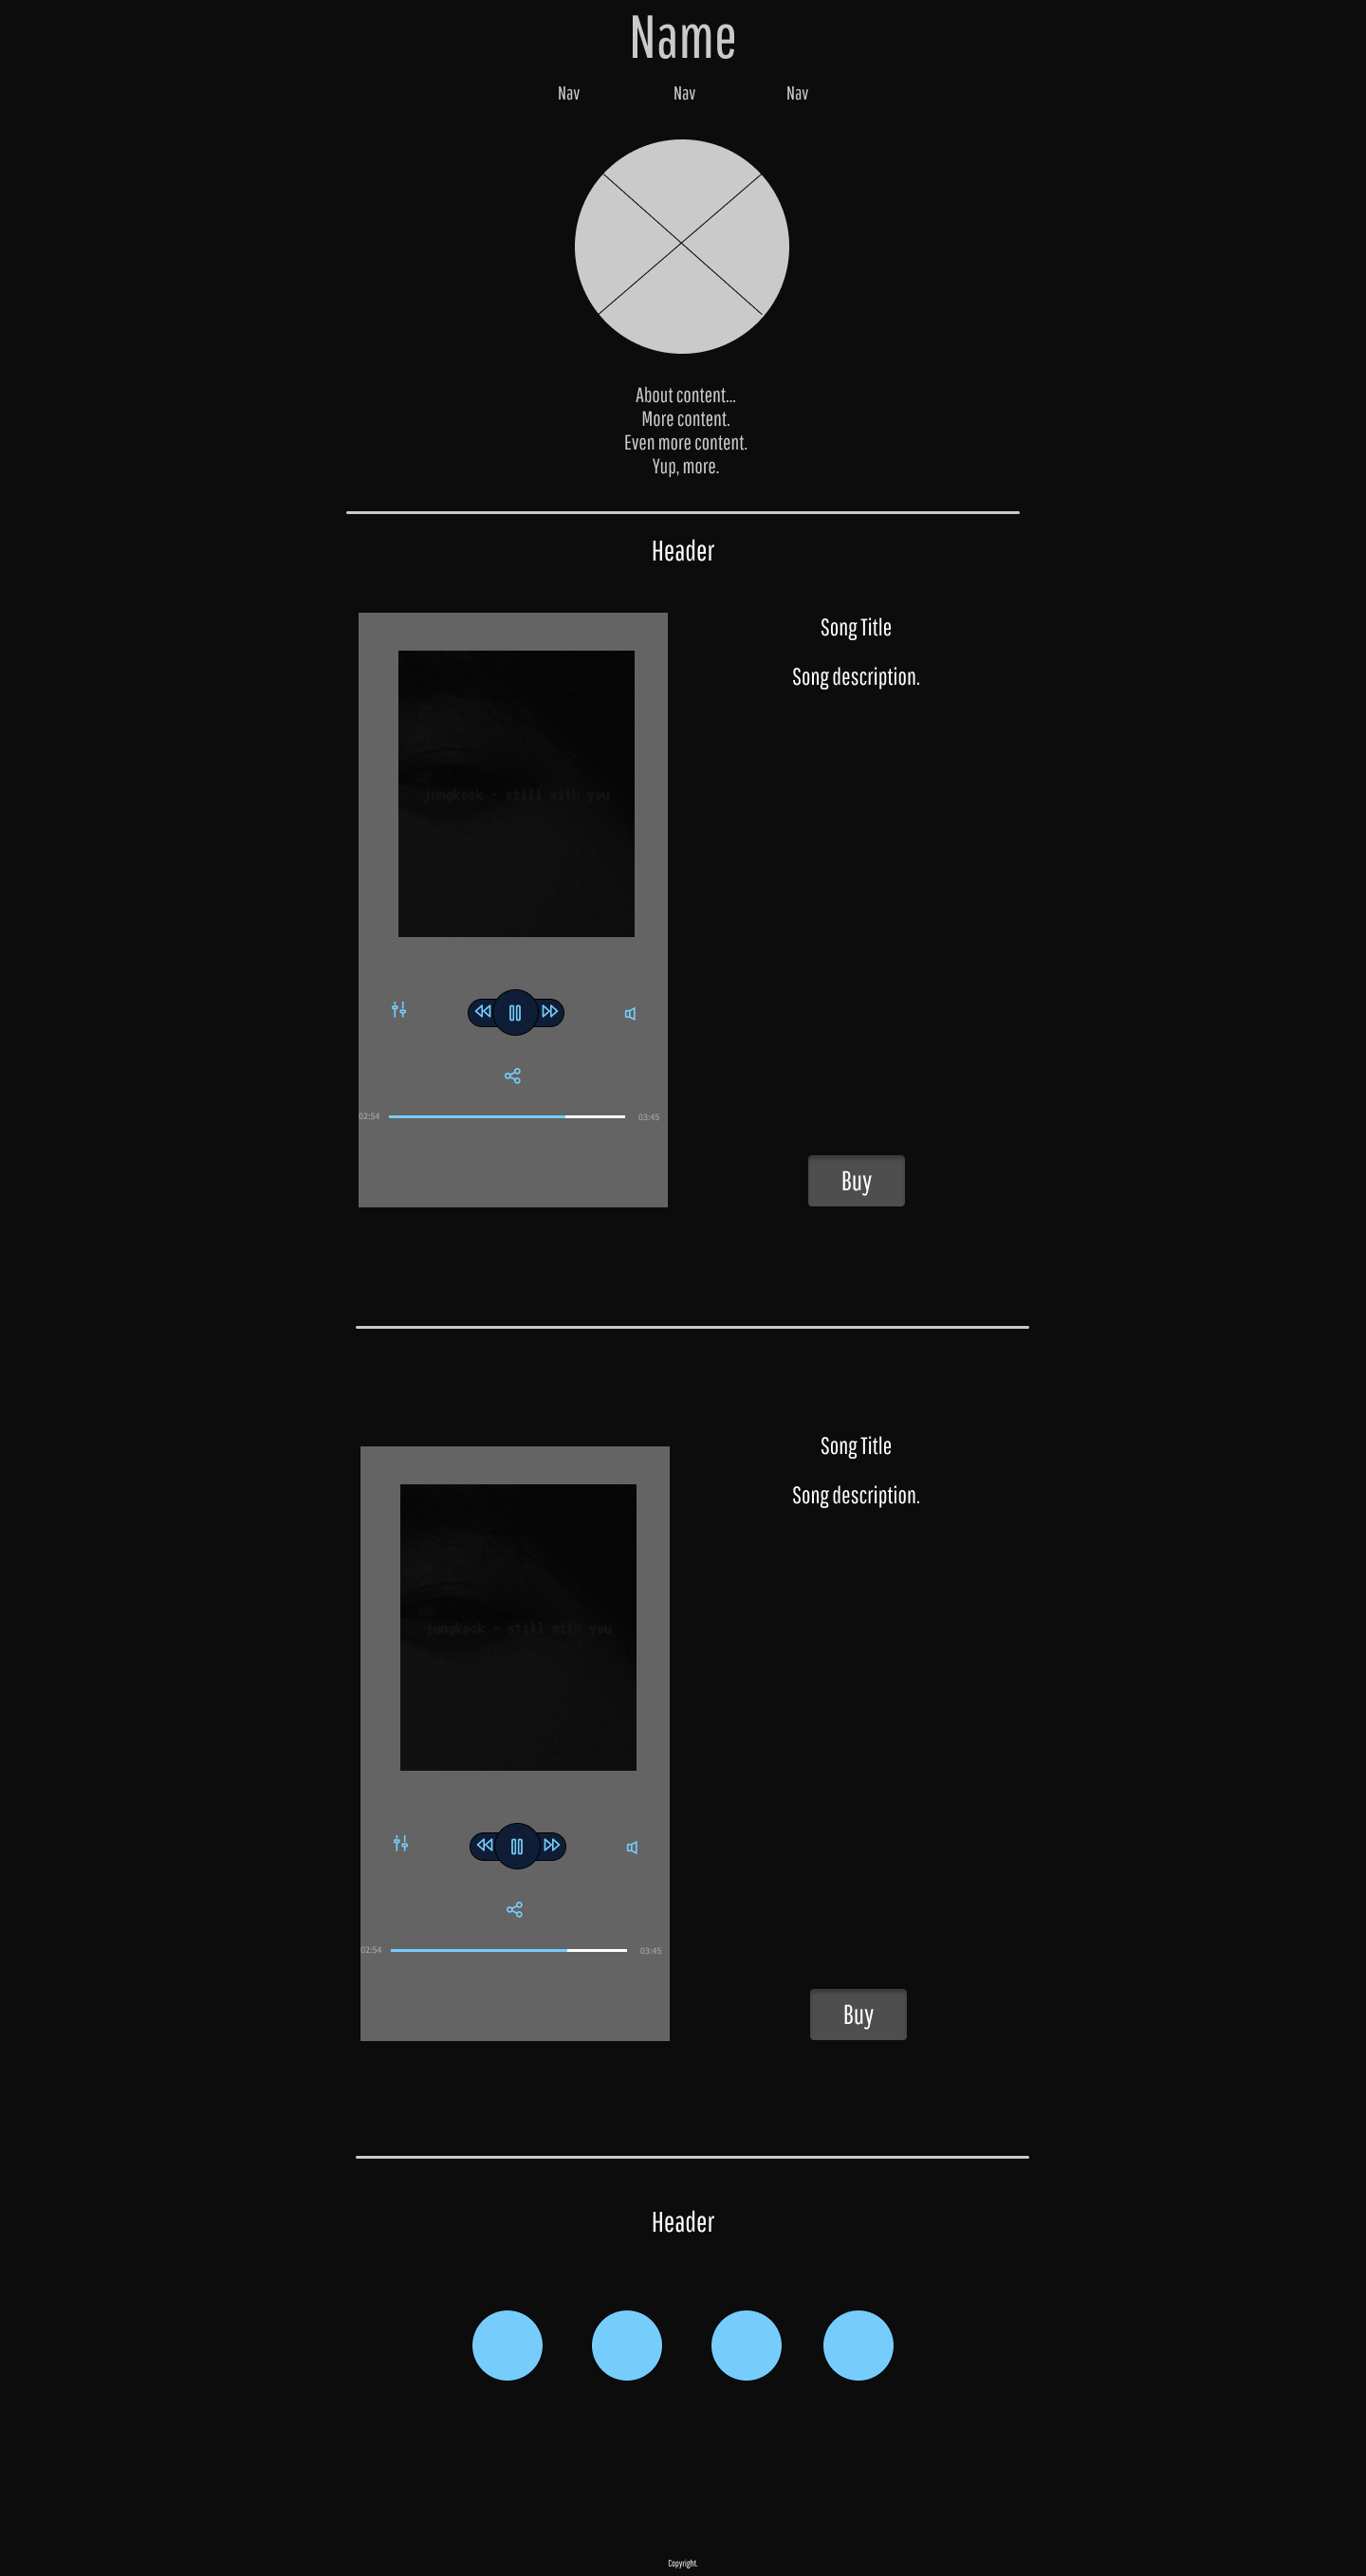 Name
Nav Nav Nav
About content...
More content.
Even more content.
Yup, more.
Header
Song Title
Song description.
jungkook - still with you
02:54 03:45
Buy
Song Title
Song description.
jungkook - still with you
02:54 03:45
Buy
Header
Copyright.